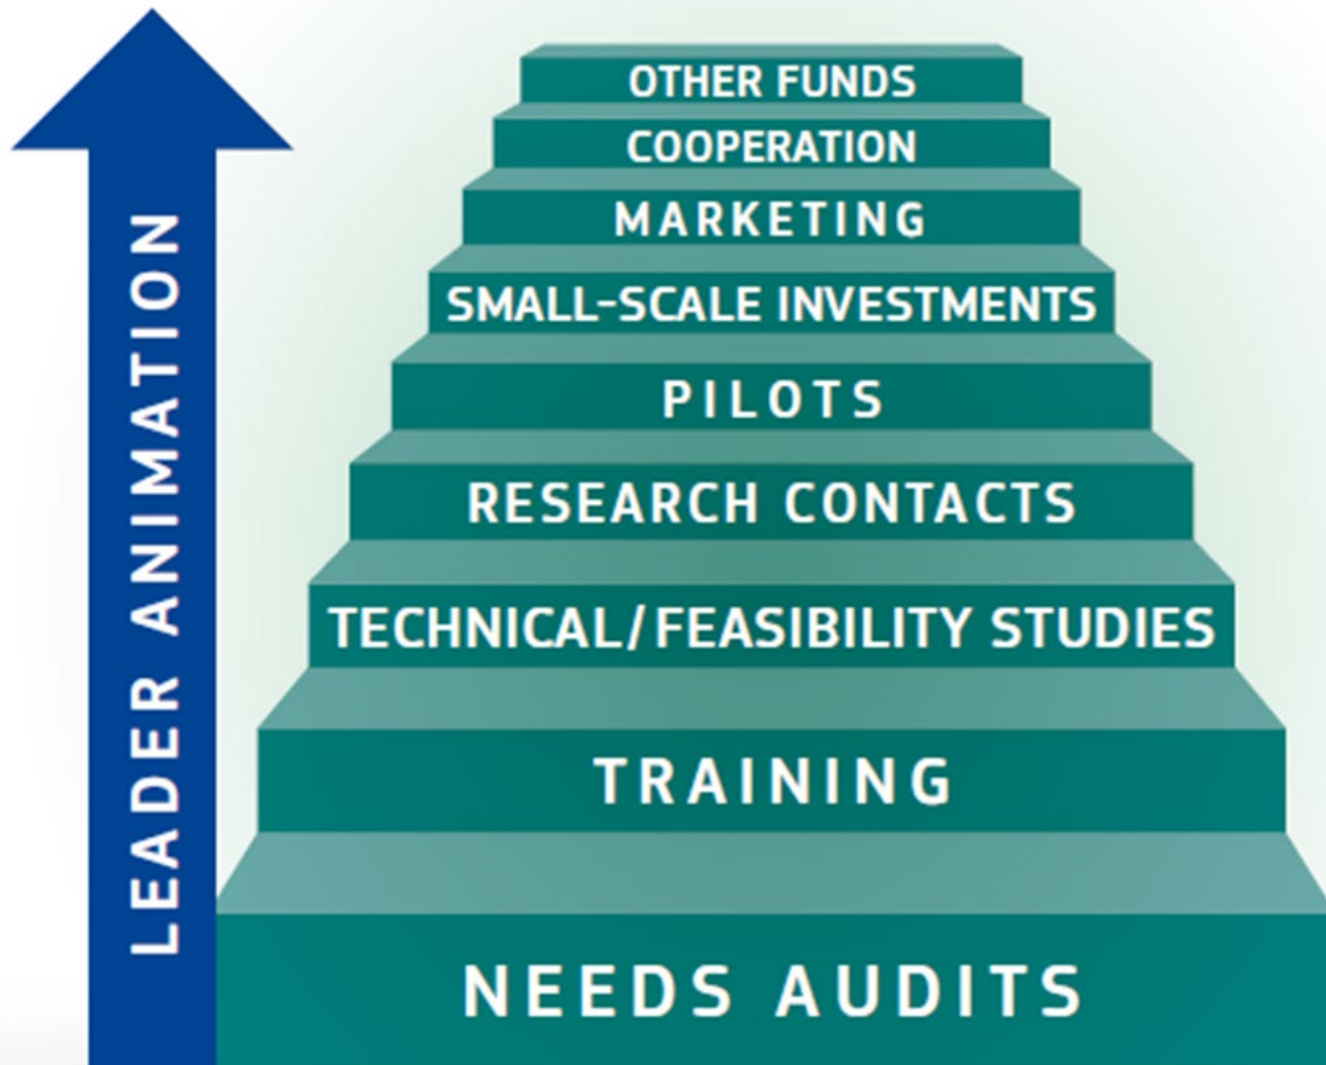 OTHER FUNDS
COOPERATION
MARKETING
SMALL-SCALE INVESTMENTS
PILOTS
RESEARCH CONTACTS
TECHNICAL/FEASIBILITY STUDIES
TRAINING
NEEDS AUDITS
LEADER ANIMATION